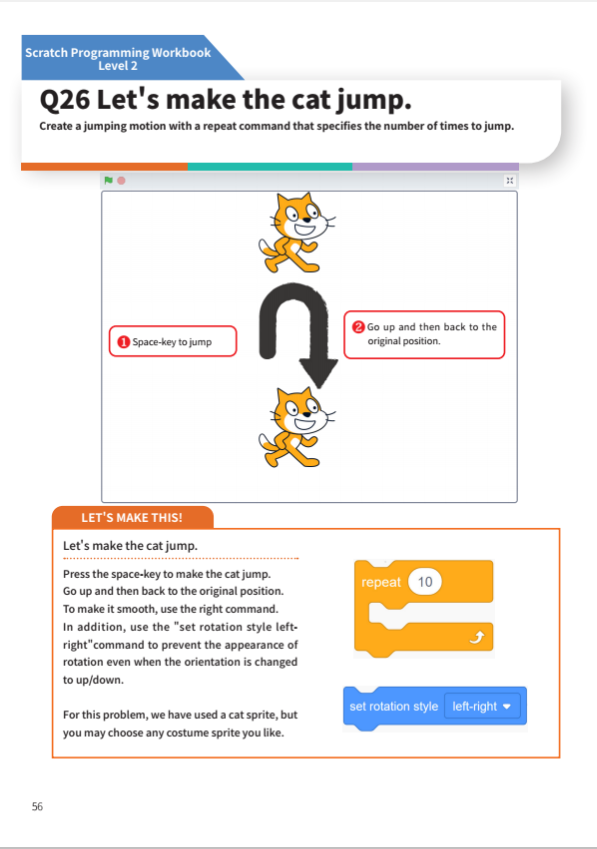 Scratch Programming Workbook
Level 2
Q26 Let's make the cat jump.
Create a jumping motion with a repeat command that specifies the number of times to jump.
1 Space-key to jump
2 Go up and then back to the
original position.
LET'S MAKE THIS!
Let's make the cat jump.
Press the space-key to make the cat jump.
Go up and then back to the original position.
To make it smooth, use the right command.
In addition, use the "set rotation style left-
right"command to prevent the appearance of
rotation even when the orientation is changed
to up/down.
For this problem, we have used a cat sprite, but
you may choose any costume sprite you like.
repeat 10
set rotation style left-right
56